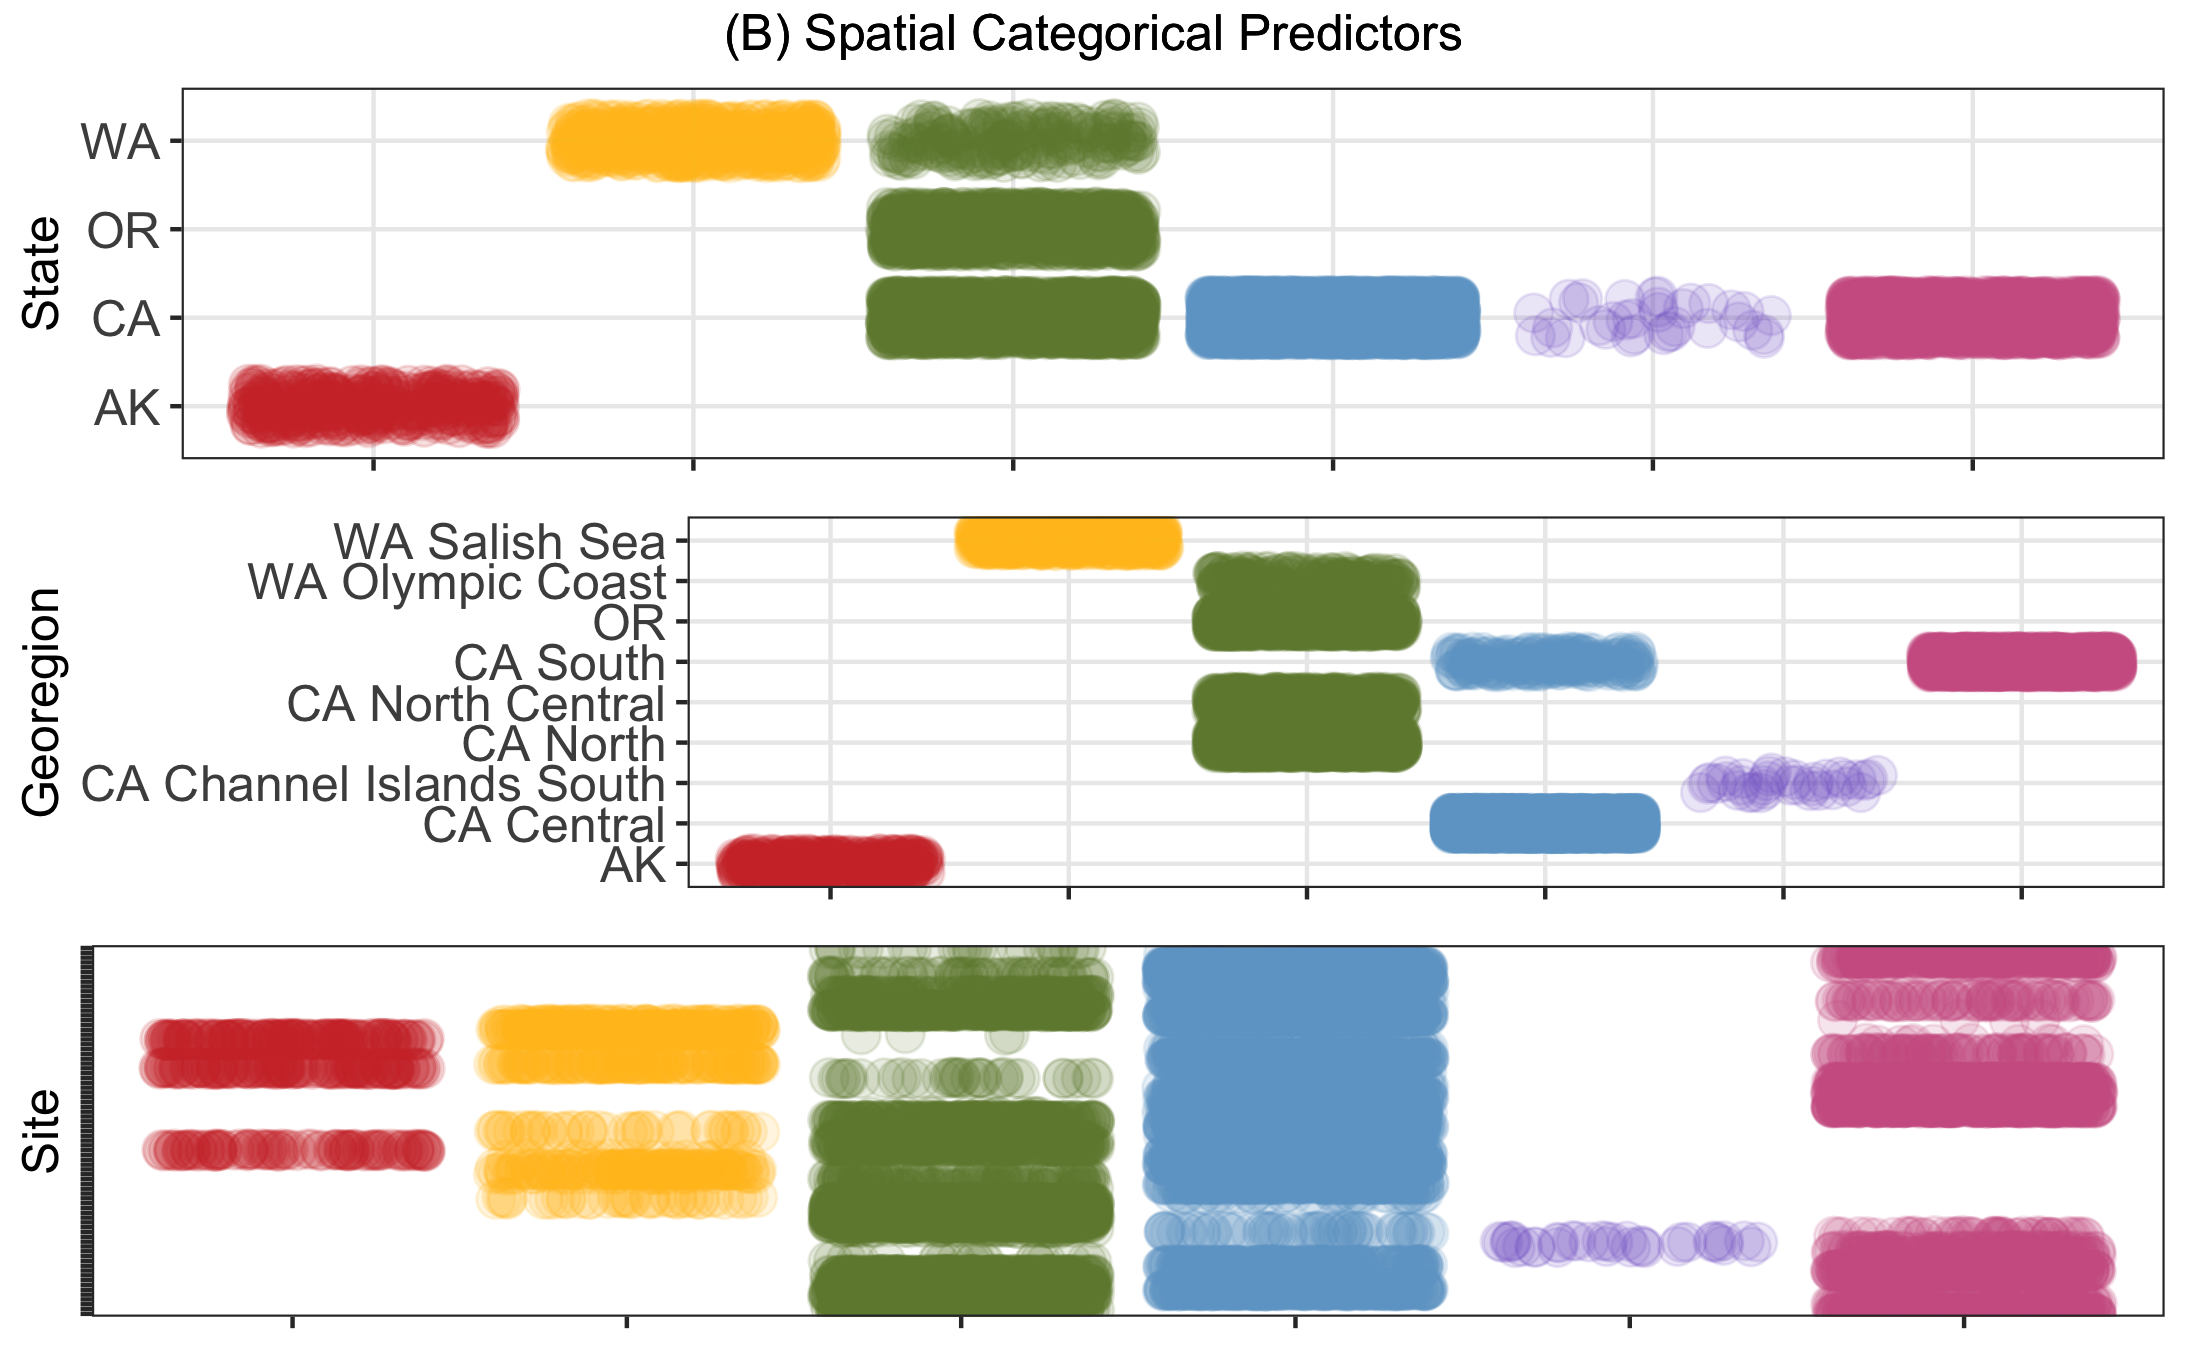 (B) Spatial Categorical Predictors
State
WA
OR
CA
AK
Georegion
WA Salish Sea
WA Olympic Coast
OR
CA South
CA North Central
CA North
CA Channel Islands South
CA Central
AK
Site